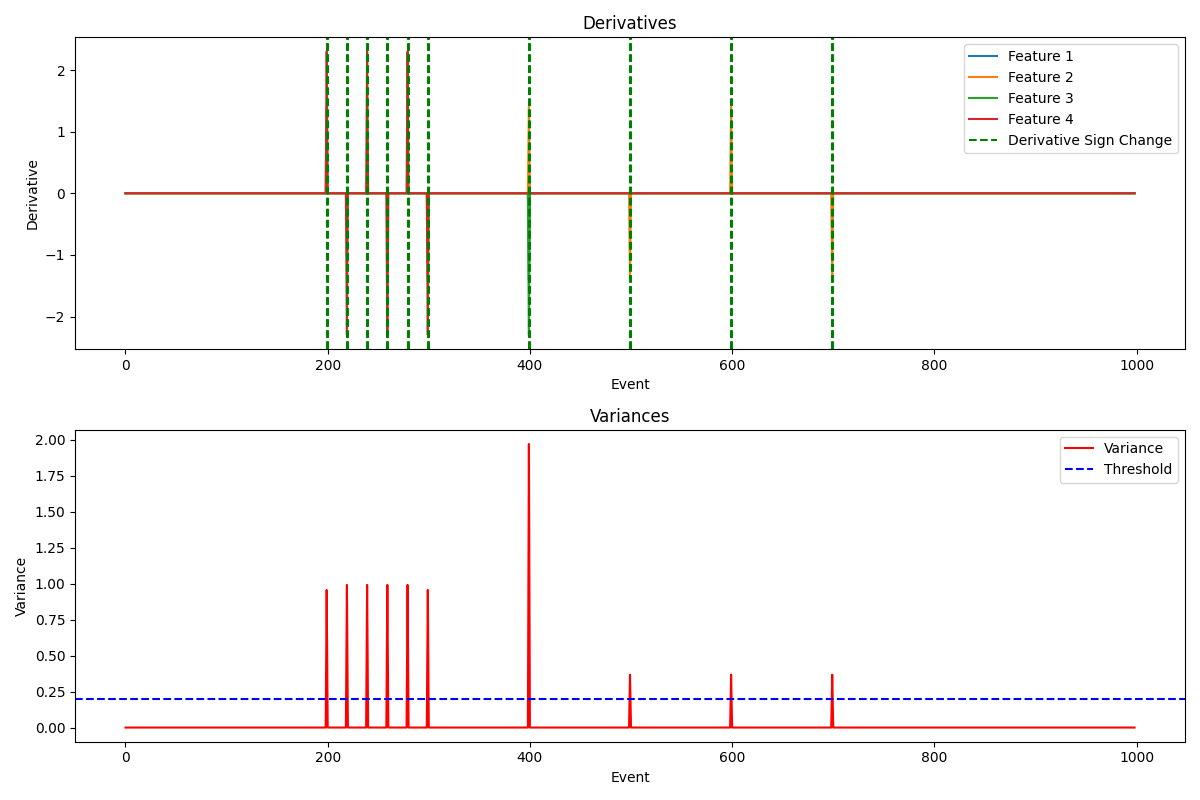 Derivatives
Feature 1
Feature 2
Feature 3
Feature 4
Derivative Sign Change
Derivative
2
1
0
−1
−2
0 200 400 600 800 1000
Event
Variances
Variance
Threshold
Variance
2.00
1.75
1.50
1.25
1.00
0.75
0.50
0.25
0.00
0 200 400 600 800 1000
Event